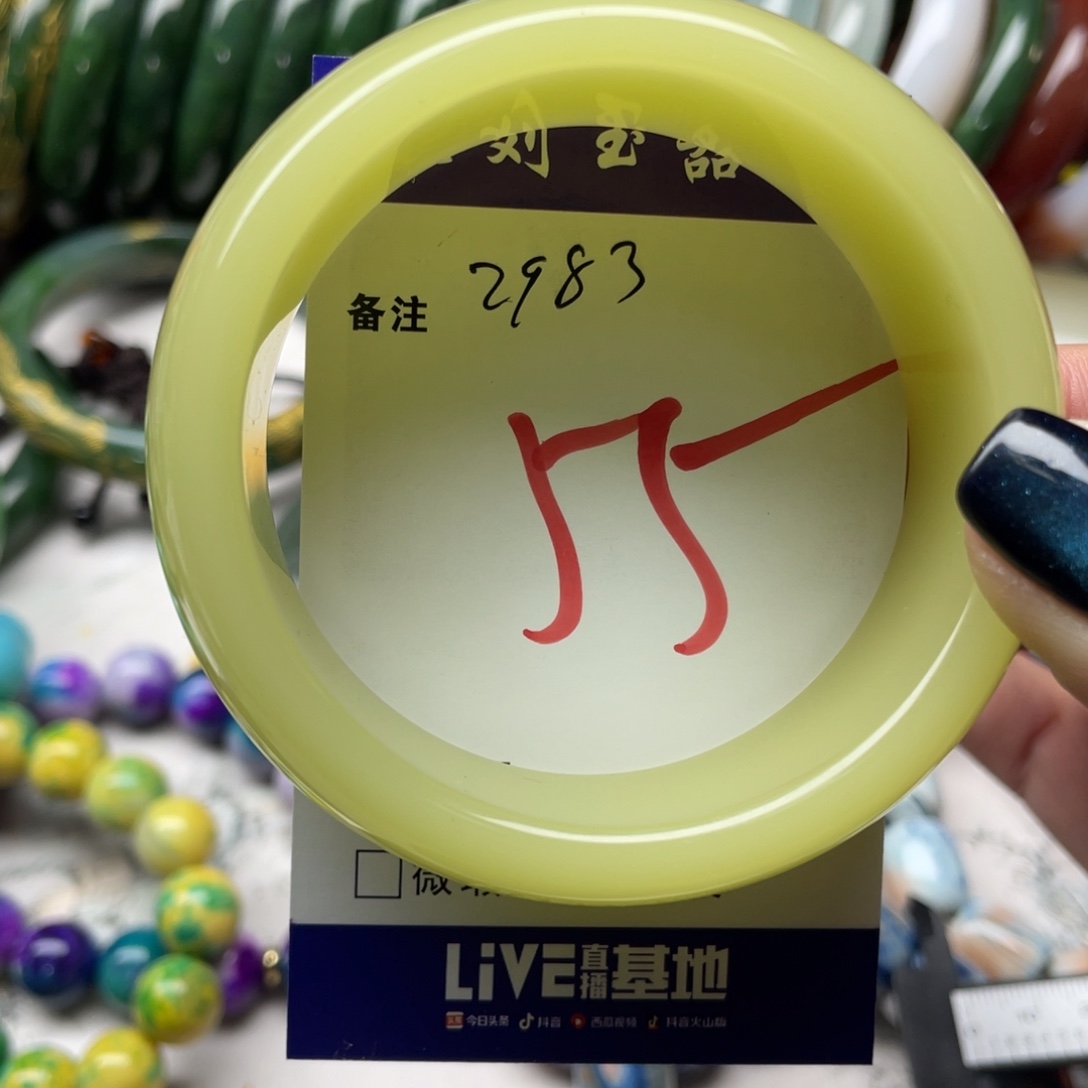 刘玉器
备注 2983
55
LiVE直播基地
今日头条 抖音 西瓜视频 抖音火山版